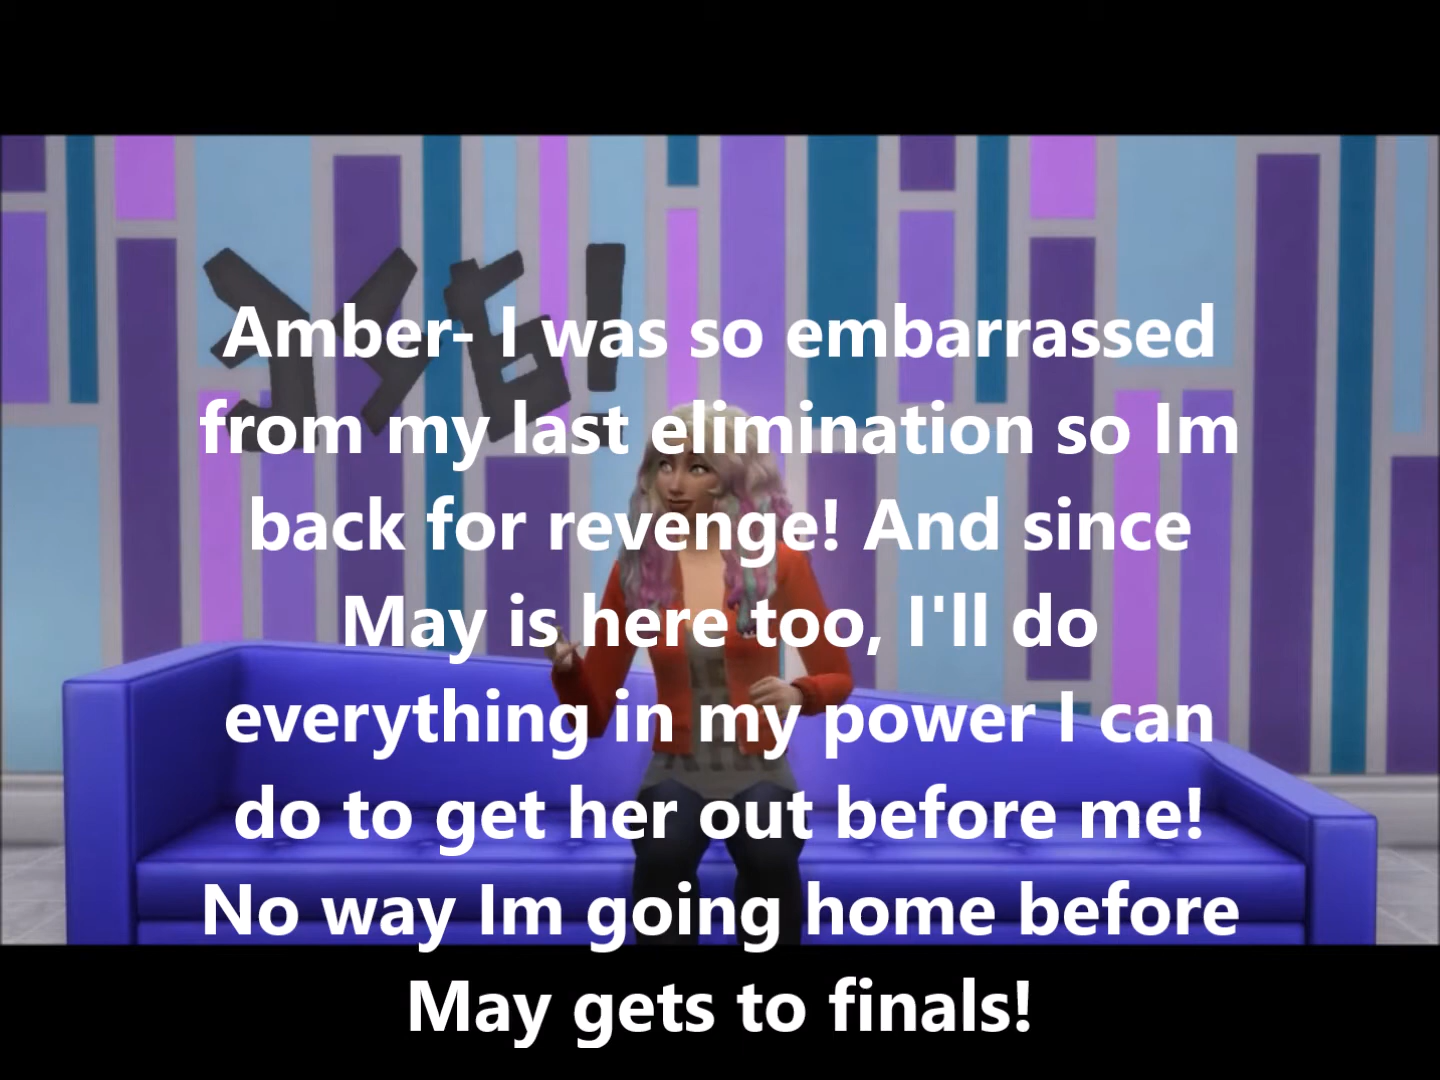 Amber- I was so embarrassed
from my last elimination so Im
back for revenge! And since
May is here too, I'll do
everything in my power I can
do to get her out before me!
No way Im going home before
May gets to finals!